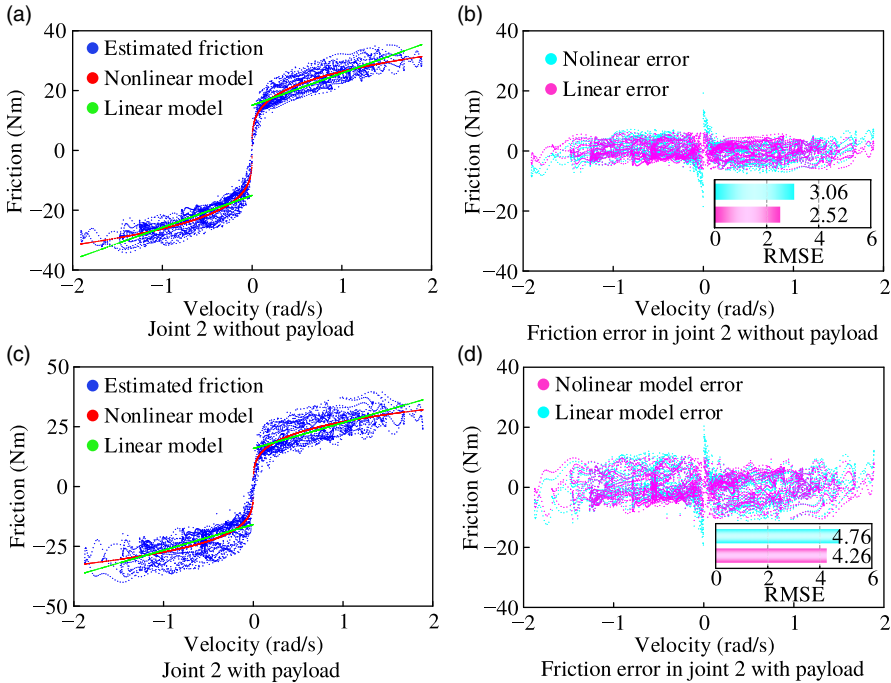 (a)
40
20
0
−20
−40
Friction (Nm)
Estimated friction
Nonlinear model
Linear model
−2 −1 0 1 2
Velocity (rad/s)
Joint 2 without payload
(b)
40
20
0
20
40
Friction (Nm)
Nolinear error
Linear error
3.06
2.52
0 2 4 6
RMSE
−2 −1 0 1 2
Velocity (rad/s)
Friction error in joint 2 without payload
(c)
50
25
0
−25
−50
Friction (Nm)
Estimated friction
Nonlinear model
Linear model
−2 −1 0 1 2
Velocity (rad/s)
Joint 2 with payload
(d)
40
20
0
20
40
Friction (Nm)
Nolinear model error
Linear model error
4.76
4.26
0 2 4 6
RMSE
−2 −1 0 1 2
Velocity (rad/s)
Friction error in joint 2 with payload